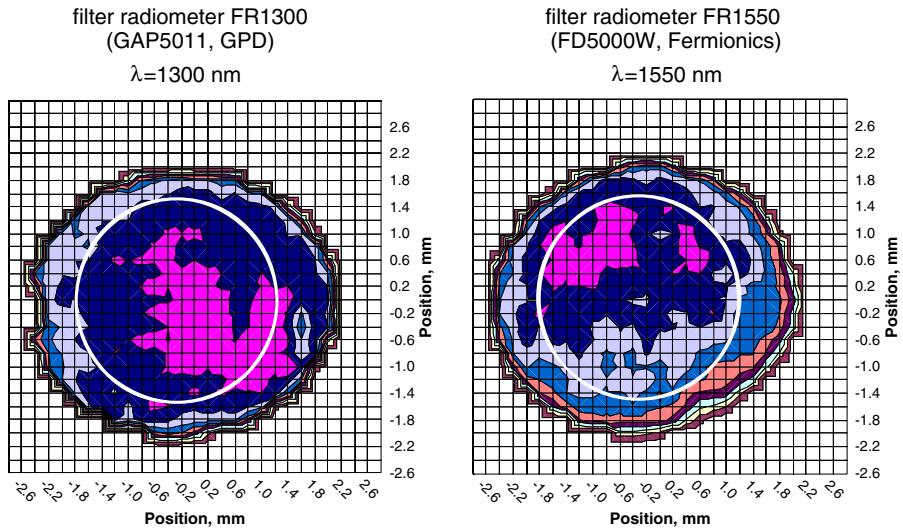 filter radiometer FR1300
(GAP5011, GPD)
λ=1300 nm
2.6
2.2
1.8
1.4
1.0
0.6
0.2
-0.2
-0.6
-1.0
-1.4
-1.8
-2.2
-2.6
Position, mm
-2.6 -2.2 -1.8 -1.4 -1.0 -0.6 -0.2 0.2 0.6 1.0 1.4 1.8 2.2 2.6
Position, mm
filter radiometer FR1550
(FD5000W, Fermionics)
λ=1550 nm
2.6
2.2
1.8
1.4
1.0
0.6
0.2
-0.2
-0.6
-1.0
-1.4
-1.8
-2.2
-2.6
Position, mm
-2.6 -2.2 -1.8 -1.4 -1.0 -0.6 -0.2 0.2 0.6 1.0 1.4 1.8 2.2 2.6
Position, mm